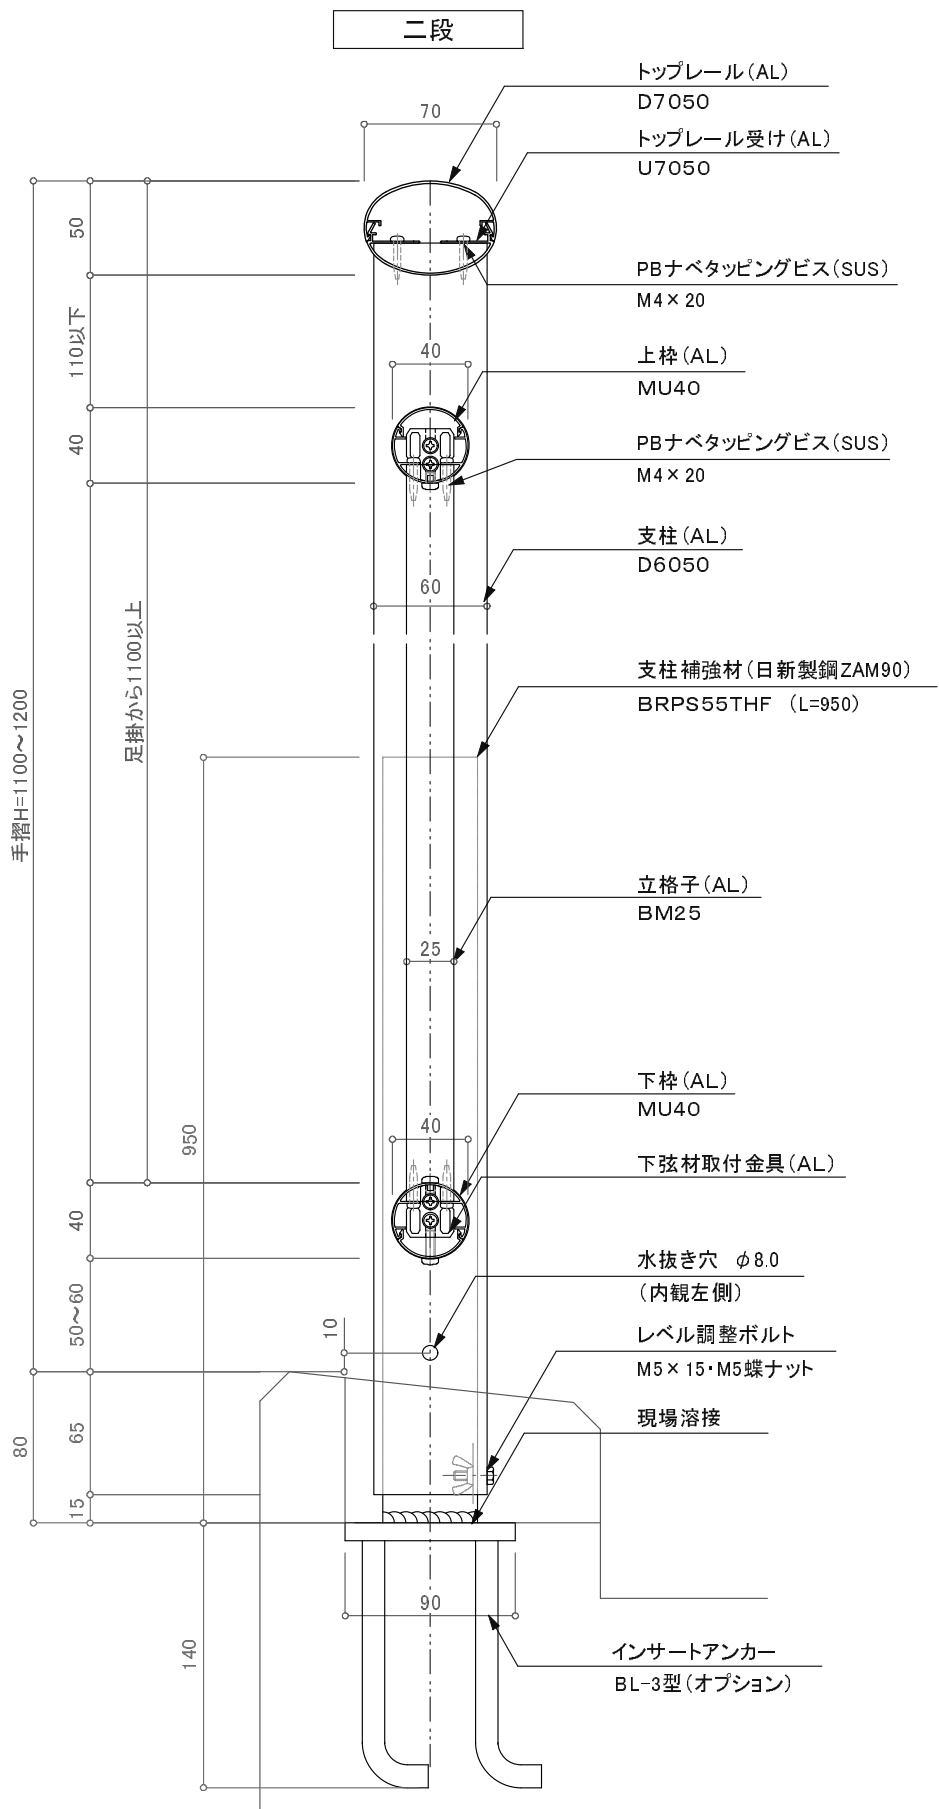 二段
トップレール(AL)
D7050
70
トップレール受け(AL)
U7050
50
PBナベタッピングビス(SUS)
M4×20
110以下
40
上枠(AL)
MU40
40
PBナベタッピングビス(SUS)
M4×20
支柱(AL)
D6050
60
足掛から1100以上
手摺H=1100~1200
支柱補強材(日新製鋼ZAM90)
BRPS55THF (L=950)
立格子(AL)
BM25
25
950
下枠(AL)
MU40
40
下弦材取付金具(AL)
40
水抜き穴 φ8.0
(内観左側)
50~60
10
レベル調整ボルト
M5×15・M5蝶ナット
現場溶接
80
65
15
90
140
インサートアンカー
BL-3型(オプション)